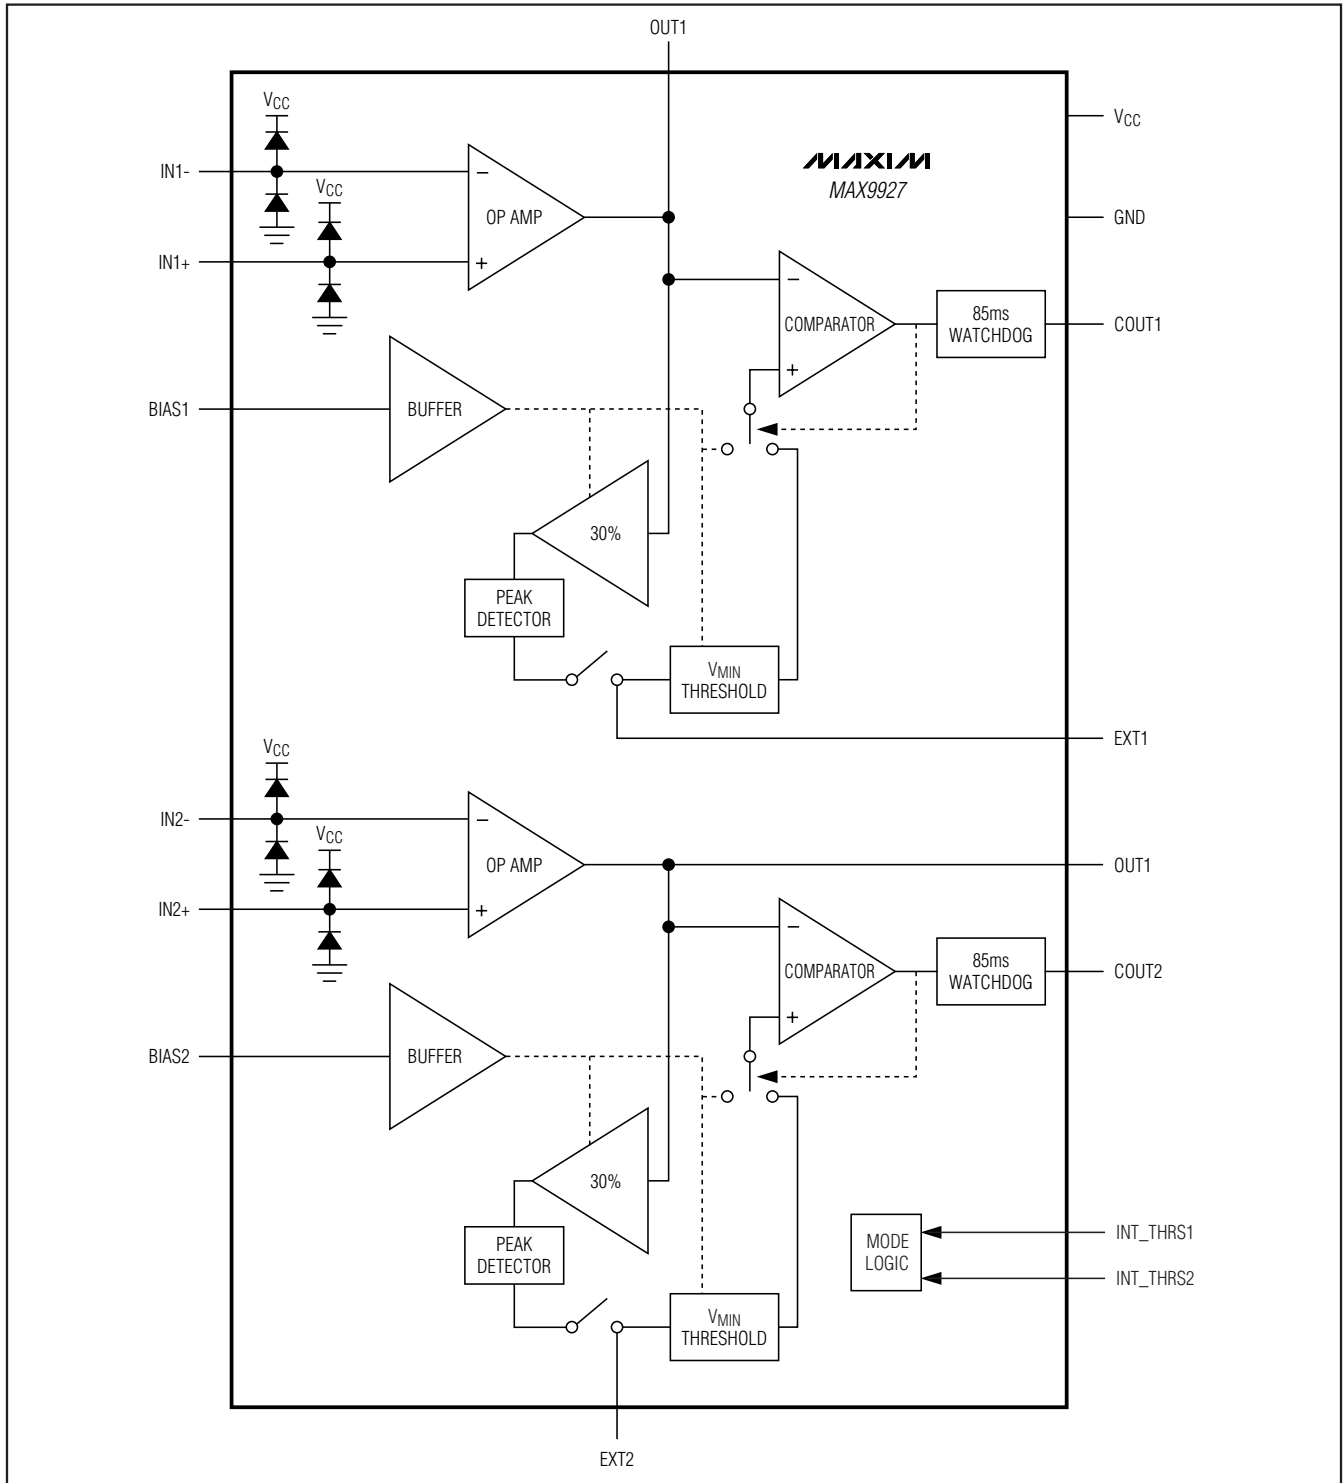 OUT1
VCC
VCC
IN1-
−
VCC
MAXIM
MAX9927
OP AMP
GND
IN1+
+
−
COMPARATOR
85ms
WATCHDOG
COUT1
+
BIAS1
BUFFER
30%
PEAK
DETECTOR
VMIN
THRESHOLD
EXT1
VCC
IN2-
−
VCC
OP AMP
OUT1
IN2+
+
−
COMPARATOR
85ms
WATCHDOG
COUT2
+
BIAS2
BUFFER
30%
PEAK
DETECTOR
MODE
LOGIC
INT_THRS1
INT_THRS2
VMIN
THRESHOLD
EXT2